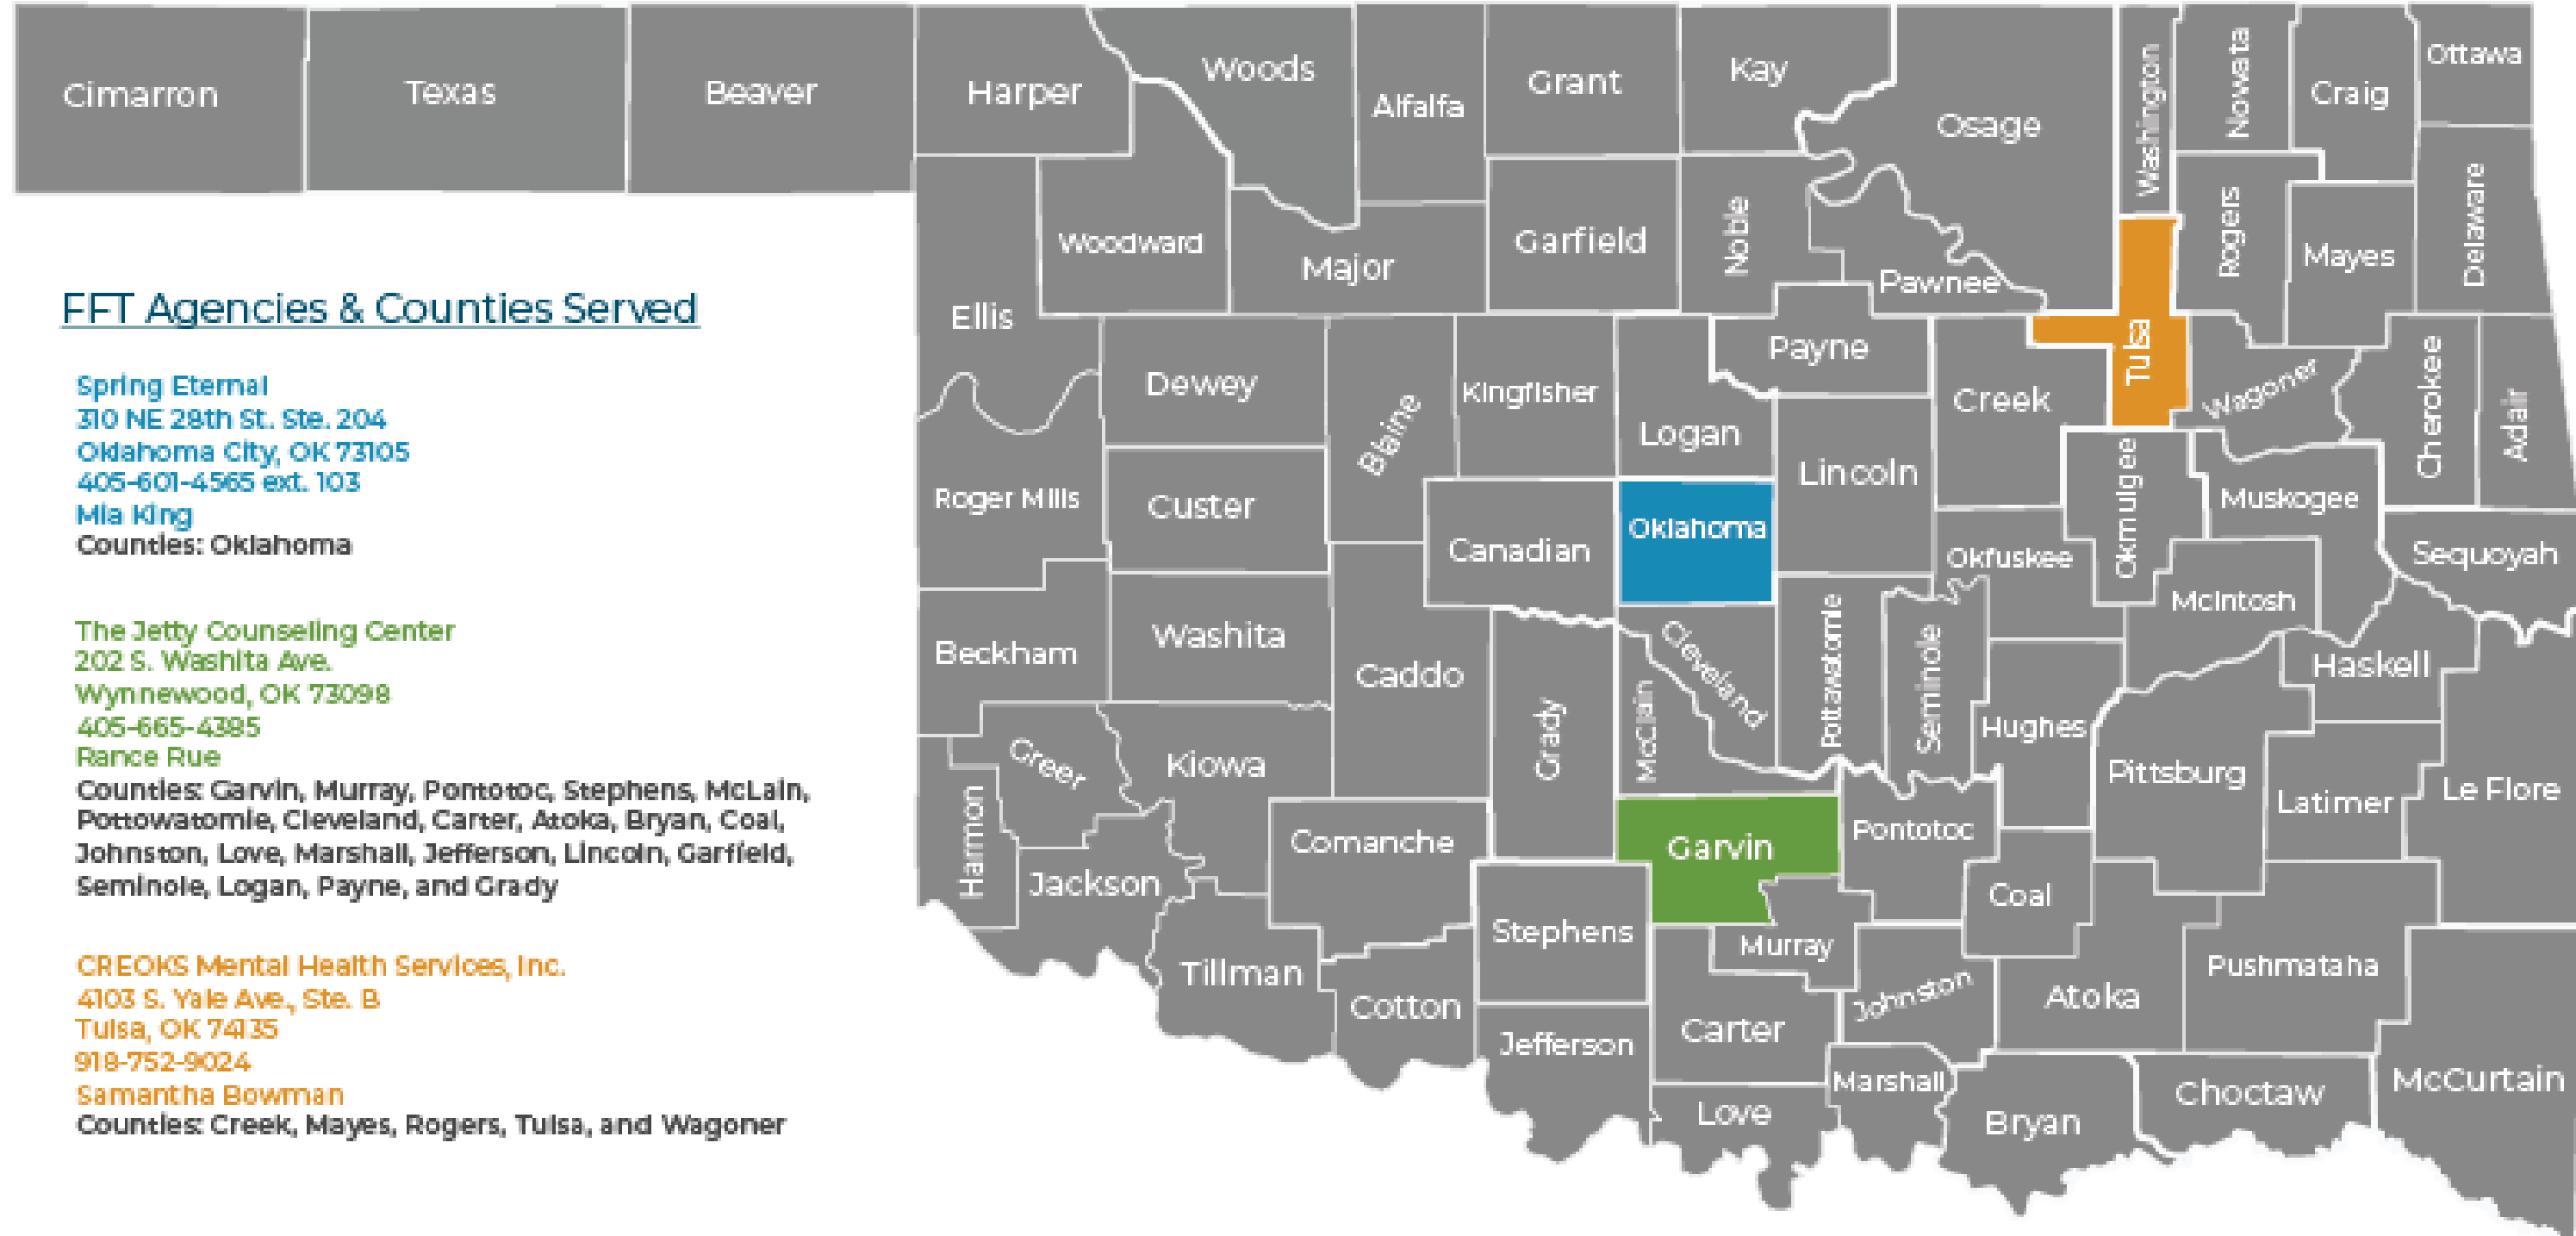 Cimarron
Texas
Beaver
Harper
Woods
Alfalfa
Grant
Kay
Osage
Washington
Nowata
Craig
Ottawa
Ellis
Woodward
Major
Garfield
Noble
Pawnee
Rogers
Mayes
Delaware
Tulsa
FFT Agencies & Counties Served
Spring Eternal
310 NE 28th St. Ste. 204
Oklahoma City, OK 73105
405-601-4565 ext. 103
Mia King
Counties: Oklahoma
The Jetty Counseling Center
202 S. Washita Ave.
Wynnewood, OK 73098
405-665-4385
Rance Rue
Counties: Garvin, Murray, Pontotoc, Stephens, McLain,
Pottowatomie, Cleveland, Carter, Atoka, Bryan, Coal,
Johnston, Love, Marshall, Jefferson, Lincoln, Garfield,
Seminole, Logan, Payne, and Grady
CREOKS Mental Health Services, Inc.
4103 S. Yale Ave., Ste. B
Tulsa, OK 74135
918-752-9024
Samantha Bowman
Counties: Creek, Mayes, Rogers, Tulsa, and Wagoner
Dewey
Blaine
Kingfisher
Logan
Payne
Creek
Wagoner
Cherokee
Adair
Roger Mills
Custer
Canadian
Oklahoma
Lincoln
Okfuskee
Okmulgee
Muskogee
McIntosh
Sequoyah
Beckham
Washita
Caddo
Grady
McClain
Cleveland
Pottawatomie
Seminole
Hughes
Pittsburg
Haskell
Latimer
Le Flore
Greer
Kiowa
Harmon
Jackson
Comanche
Garvin
Pontotoc
Coal
Tillman
Cotton
Stephens
Murray
Johnston
Atoka
Pushmataha
Jefferson
Carter
Marshall
Love
Bryan
Choctaw
McCurtain